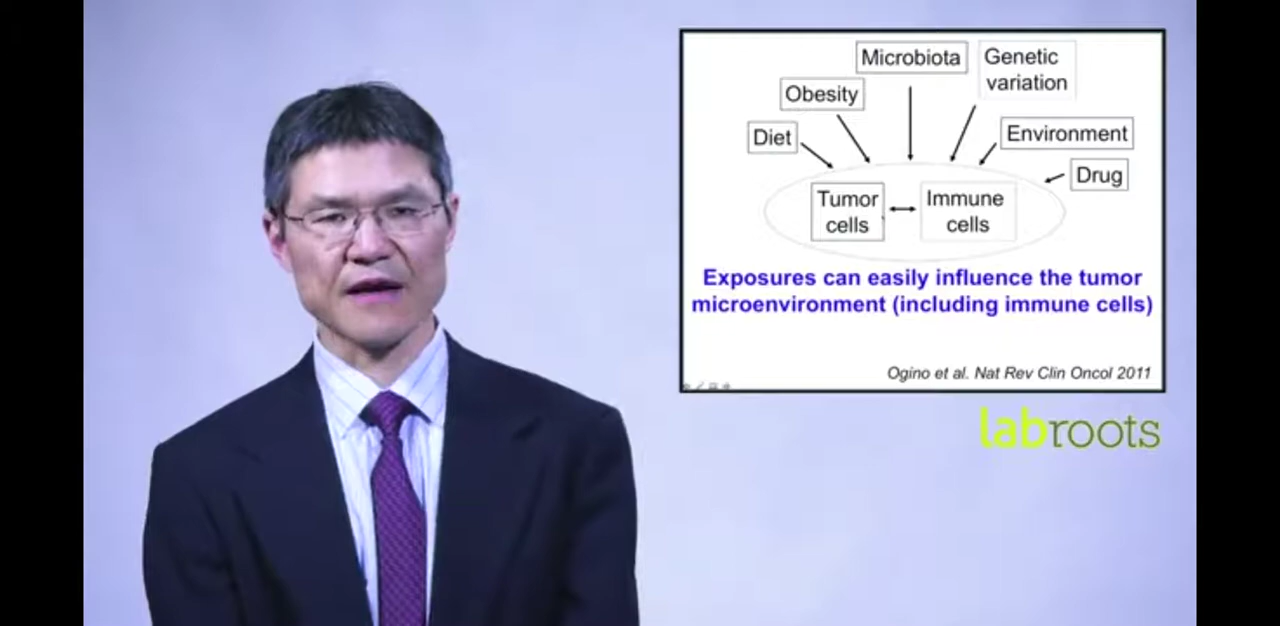 Microbiota
Genetic
variation
Obesity
Environment
Diet
Drug
Tumor
cells
Immune
cells
Exposures can easily influence the tumor
microenvironment (including immune cells)
Ogino et al. Nat Rev Clin Oncol 2011
labroots